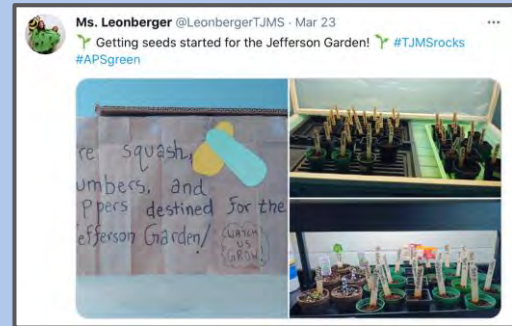 Ms. Leonberger @LeonbergerTJMS · Mar 23
Getting seeds started for the Jefferson Garden! #TJMSrocks
#APSgreen
re squash,
umbers, and
ppers destined for the
efferson Garden!
WATCH
US
GROW!